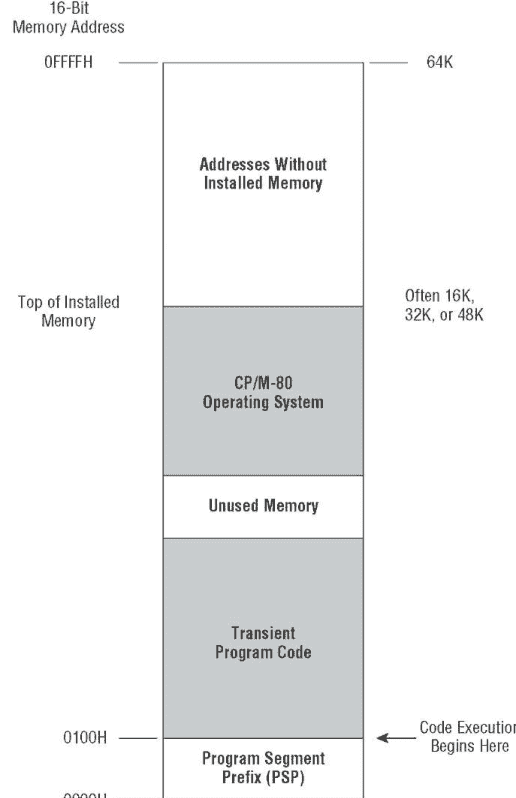 16-Bit
Memory Address
0FFFFH
64K
Addresses Without
Installed Memory
Top of Installed
Memory
Often 16K,
32K, or 48K
CP/M-80
Operating System
Unused Memory
Transient
Program Code
0100H
Code Execution
Begins Here
Program Segment
Prefix (PSP)